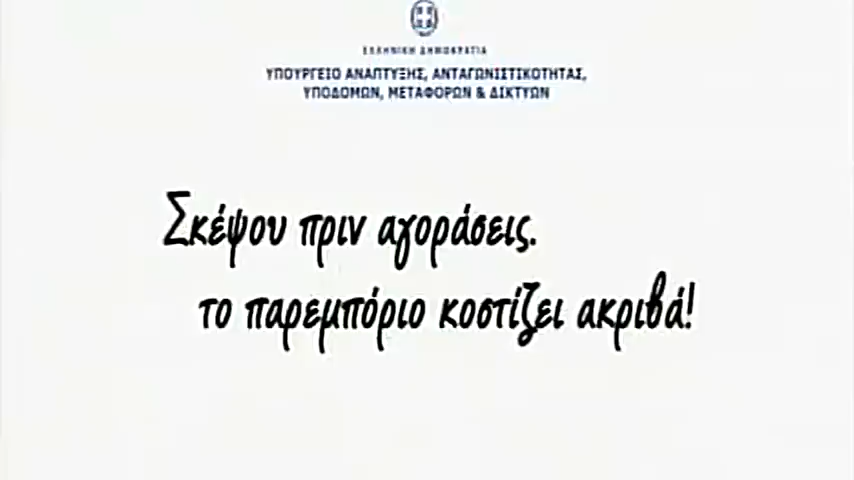 ΕΛΛΗΝΙΚΗ ΔΗΜΟΚΡΑΤΙΑ
ΥΠΟΥΡΓΕΙΟ ΑΝΑΠΤΥΞΗΣ, ΑΝΤΑΓΩΝΙΣΤΙΚΟΤΗΤΑΣ,
ΥΠΟΔΟΜΩΝ, ΜΕΤΑΦΟΡΩΝ & ΔΙΚΤΥΩΝ
Σκέψου πριν αγοράσεις.
το παρεμπόριο κοστίζει ακριβά!